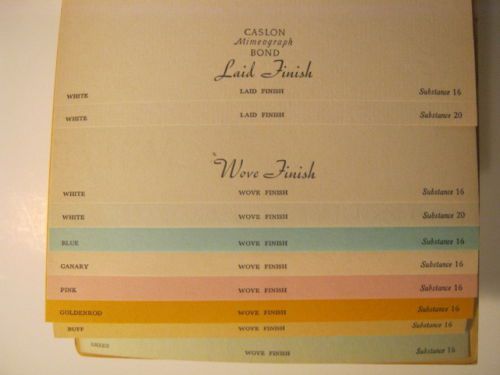 CASLON
Mimeograph
BOND
Laid Finish
WHITE LAID FINISH Substance 16
WHITE LAID FINISH Substance 20
Wove Finish
WHITE WOVE FINISH Substance 16
WHITE WOVE FINISH Substance 20
BLUE WOVE FINISH Substance 16
CANARY WOVE FINISH Substance 16
PINK WOVE FINISH Substance 16
GOLDENROD WOVE FINISH Substance 16
BUFF WOVE FINISH Substance 16
GREEN WOVE FINISH Substance 16